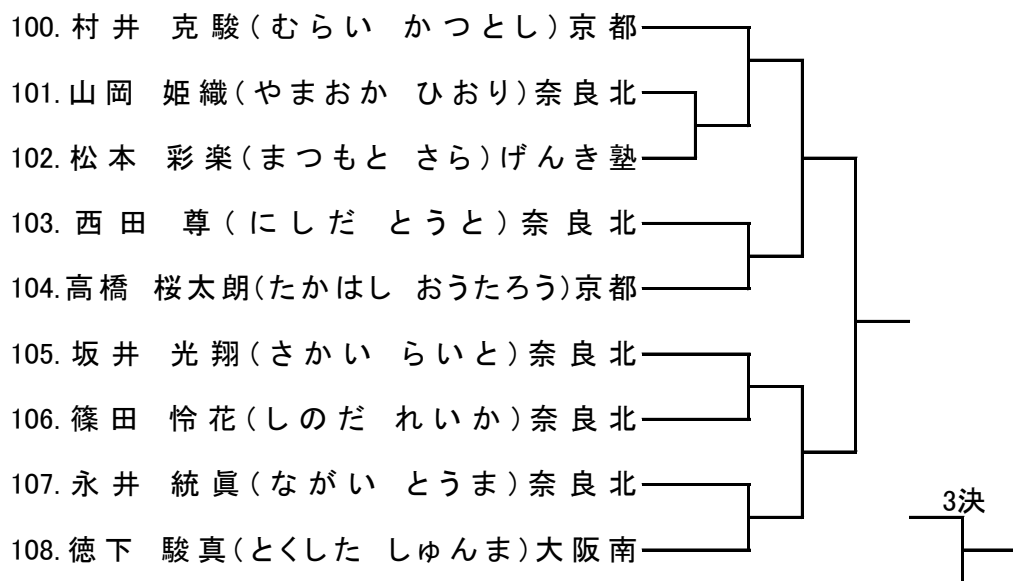 100. 村井 克駿(むらい かつとし)京都
101. 山岡 姫織(やまおか ひおり)奈良北
102. 松本 彩楽(まつもと さら)げんき塾
103. 西田 尊(にしだ とうと)奈良北
104. 高橋 桜太朗(たかはし おうたろう)京都
105. 坂井 光翔(さかい らいと)奈良北
106. 篠田 怜花(しのだ れいか)奈良北
107. 永井 統眞(ながい とうま)奈良北
3決
108. 徳下 駿真(とくした しゅんま)大阪南